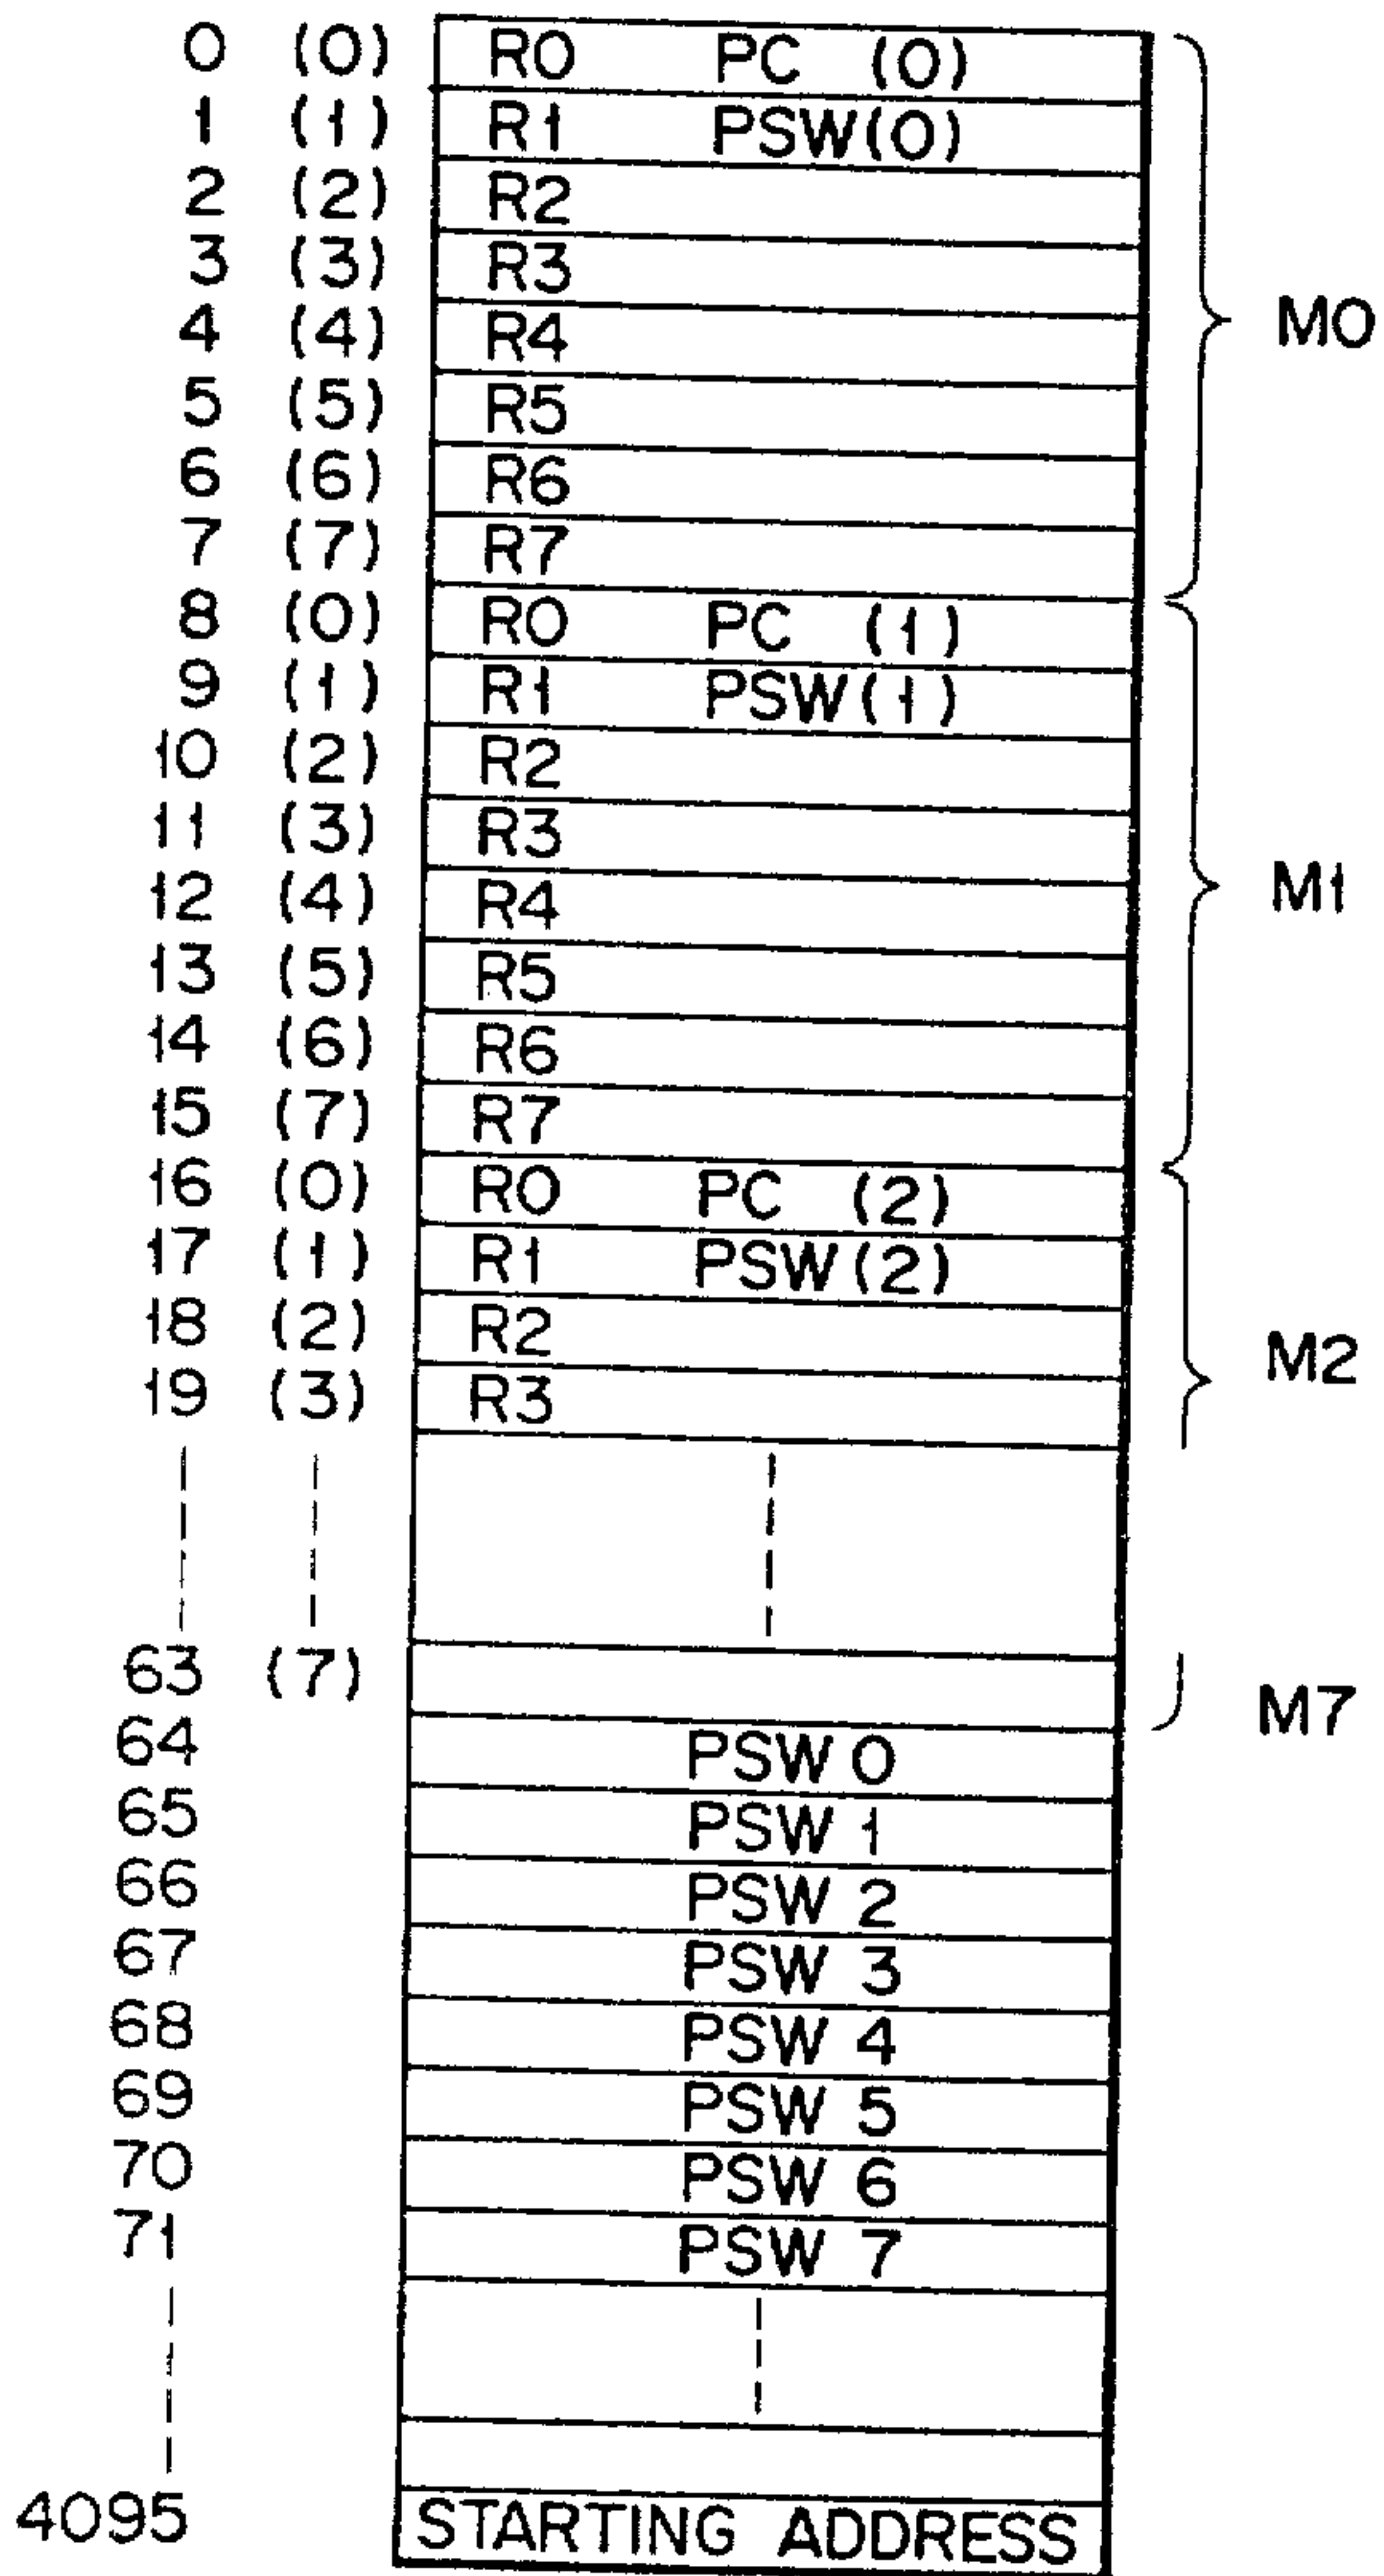 0 (0) R0 PC (0)
1 (1) R1 PSW(0)
2 (2) R2
3 (3) R3
4 (4) R4 M0
5 (5) R5
6 (6) R6
7 (7) R7
8 (0) R0 PC (1)
9 (1) R1 PSW(1)
10 (2) R2
11 (3) R3
12 (4) R4 M1
13 (5) R5
14 (6) R6
15 (7) R7
16 (0) R0 PC (2)
17 (1) R1 PSW(2)
18 (2) R2 M2
19 (3) R3
63 (7) M7
64 PSW 0
65 PSW 1
66 PSW 2
67 PSW 3
68 PSW 4
69 PSW 5
70 PSW 6
71 PSW 7
4095 STARTING ADDRESS